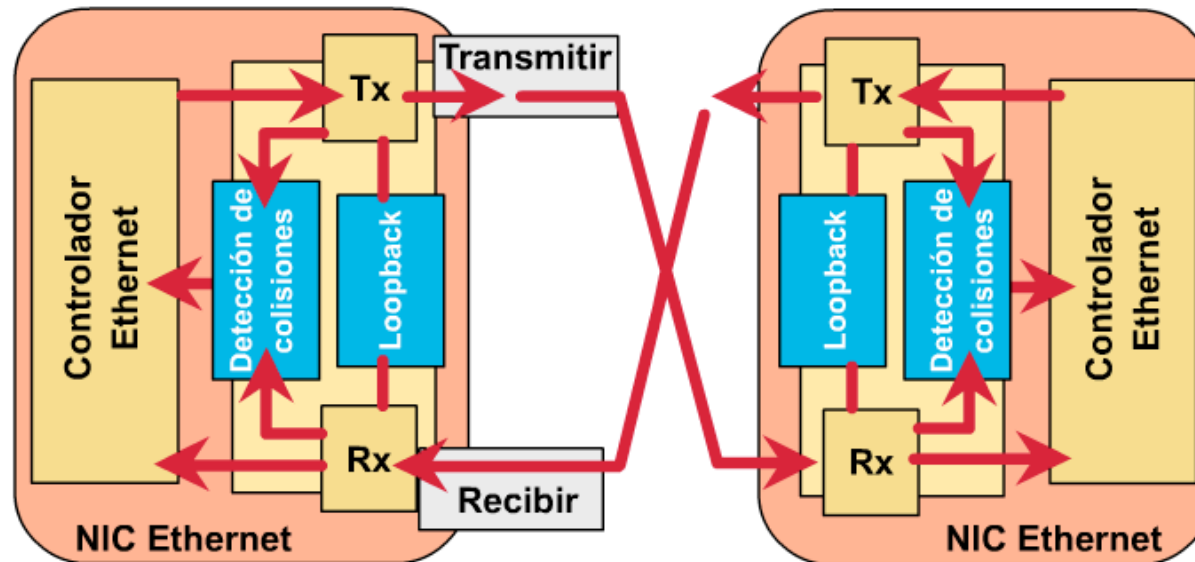 Transmitir
Tx
Controlador
Ethernet
Detección de
colisiones
Loopback
Rx
Recibir
NIC Ethernet
Tx
Loopback
Detección de
colisiones
Controlador
Ethernet
Rx
NIC Ethernet